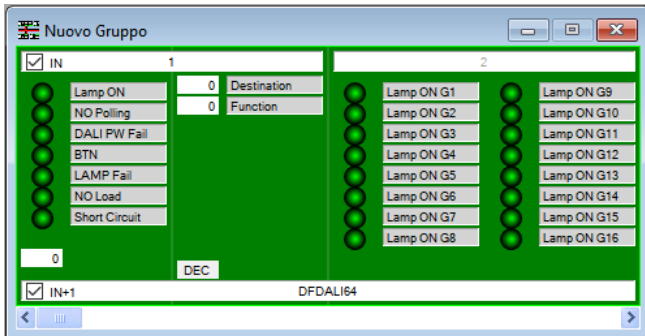 Nuovo Gruppo
IN 1 2
Lamp ON
NO Polling
DALI PW Fail
BTN
LAMP Fail
NO Load
Short Circuit
0
0 Destination
0 Function
DEC
Lamp ON G1
Lamp ON G2
Lamp ON G3
Lamp ON G4
Lamp ON G5
Lamp ON G6
Lamp ON G7
Lamp ON G8
Lamp ON G9
Lamp ON G10
Lamp ON G11
Lamp ON G12
Lamp ON G13
Lamp ON G14
Lamp ON G15
Lamp ON G16
IN+1 DFDALI64